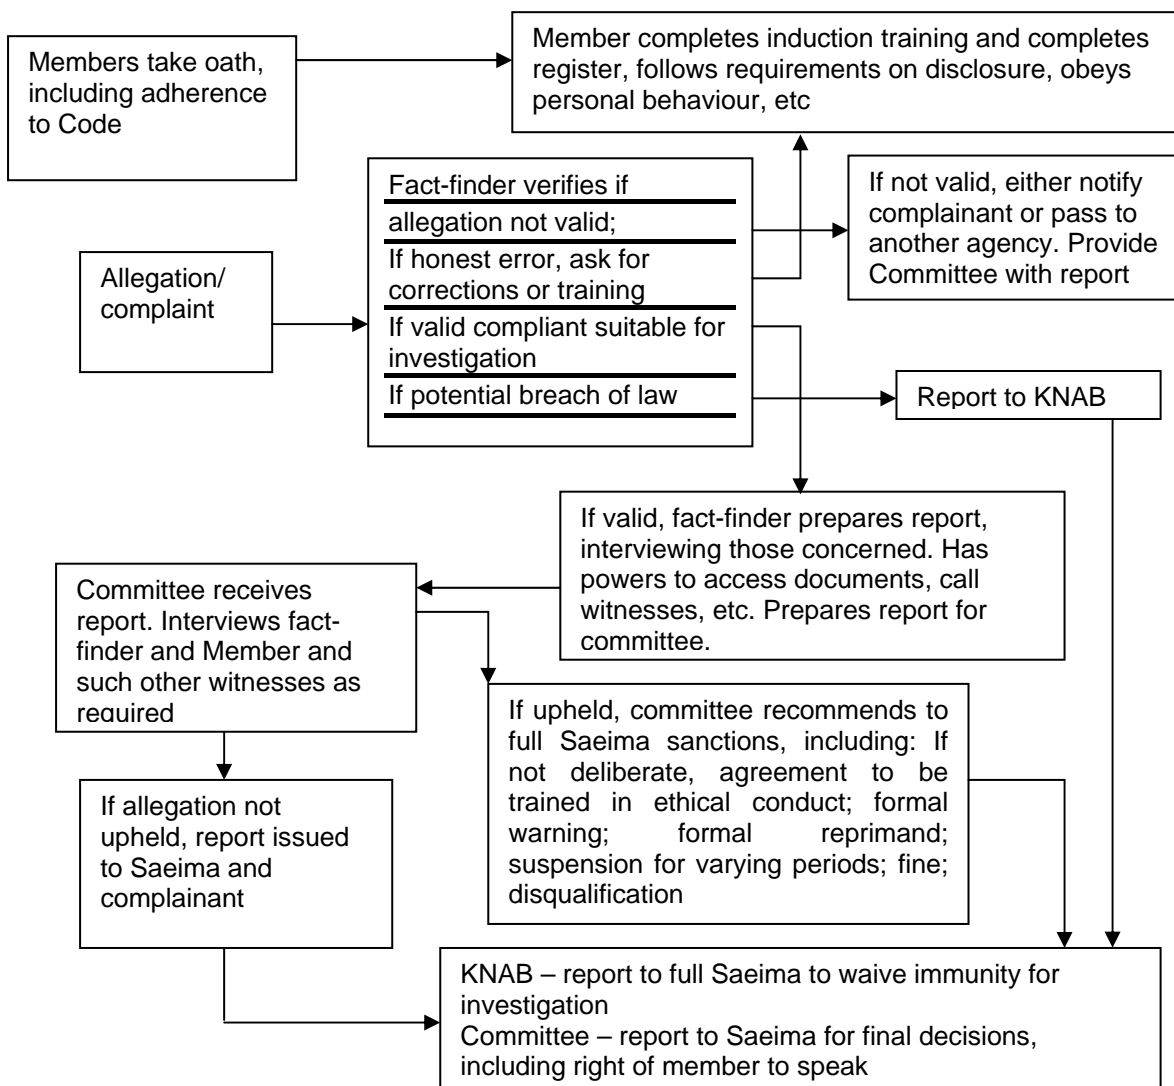 Members take oath,
including adherence
to Code
Member completes induction training and completes
register, follows requirements on disclosure, obeys
personal behaviour, etc
Allegation/
complaint
Fact-finder verifies if
allegation not valid;
If honest error, ask for
corrections or training
If valid compliant suitable for
investigation
If potential breach of law
If not valid, either notify
complainant or pass to
another agency. Provide
Committee with report
Report to KNAB
If valid, fact-finder prepares report,
interviewing those concerned. Has
powers to access documents, call
witnesses, etc. Prepares report for
committee.
Committee receives
report. Interviews fact-
finder and Member and
such other witnesses as
required
If upheld, committee recommends to
full Saeima sanctions, including: If
not deliberate, agreement to be
trained in ethical conduct; formal
warning; formal reprimand;
suspension for varying periods; fine;
disqualification
If allegation not
upheld, report issued
to Saeima and
complainant
KNAB – report to full Saeima to waive immunity for
investigation
Committee – report to Saeima for final decisions,
including right of member to speak